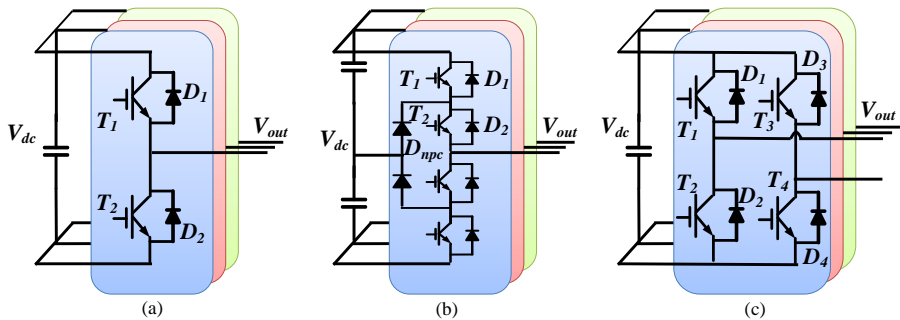 V_dc
T_1
D_1
V_out
T_2
D_2
(a)
V_dc
T_1
D_1
T_2
D_2
D_npc
V_out
(b)
V_dc
D_1
D_3
T_1
T_3
V_out
T_2
D_2
T_4
D_4
(c)